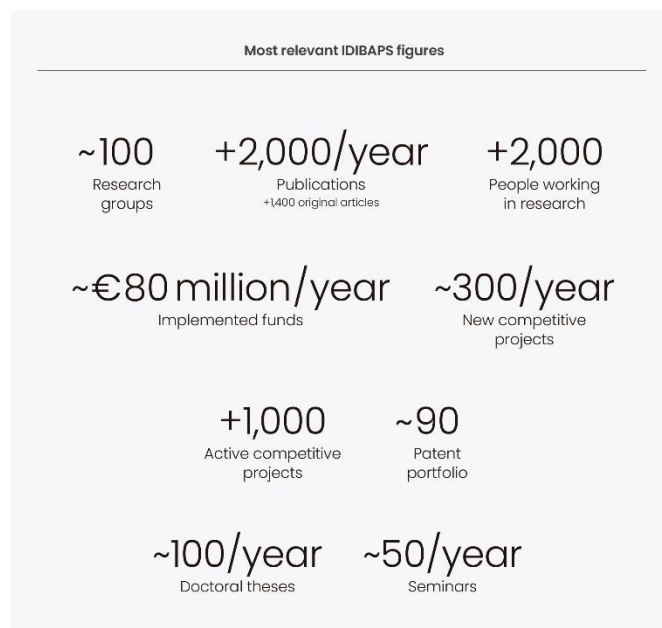 Most relevant IDIBAPS figures
~100
Research
groups
+2,000/year
Publications
+1,400 original articles
+2,000
People working
in research
~€80 million/year
Implemented funds
~300/year
New competitive
projects
+1,000
Active competitive
projects
~90
Patent
portfolio
~100/year
Doctoral theses
~50/year
Seminars